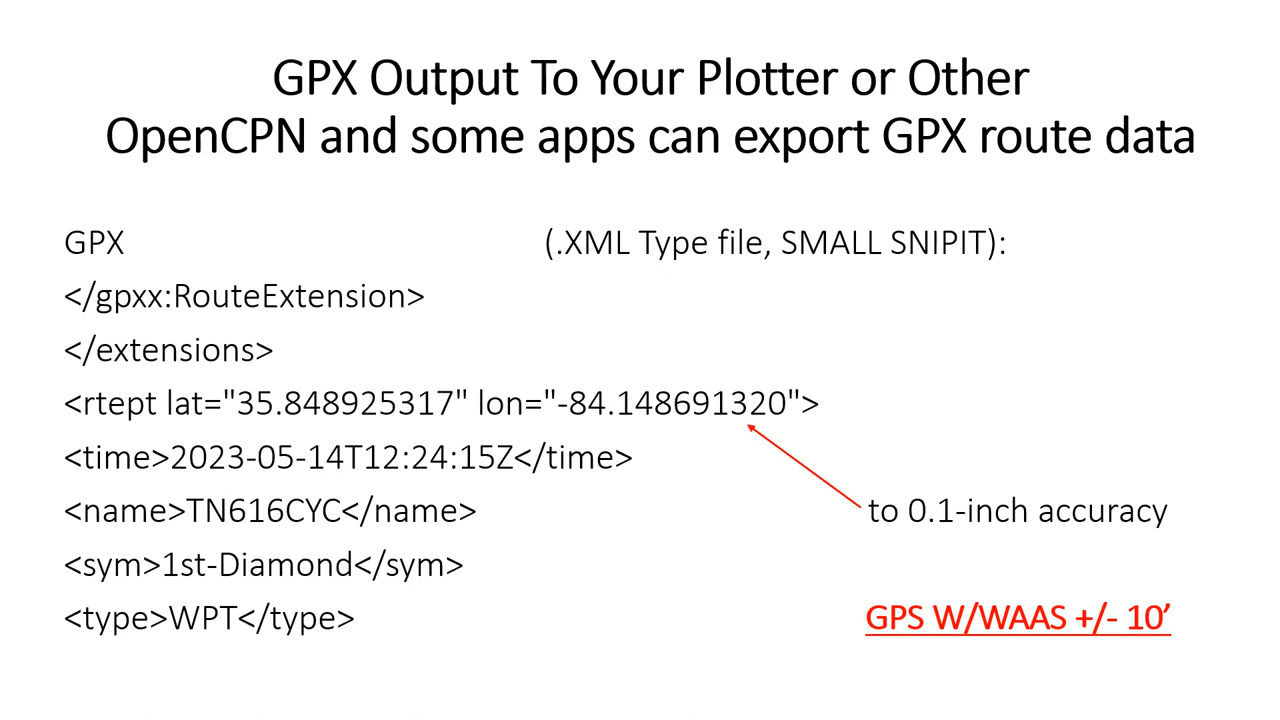 GPX Output To Your Plotter or Other
OpenCPN and some apps can export GPX route data
GPX (.XML Type file, SMALL SNIPIT):
</gpxx:RouteExtension>
</extensions>
<rtept lat="35.848925317" lon="-84.148691320">
<time>2023-05-14T12:24:15Z</time>
<name>TN616CYC</name>
to 0.1-inch accuracy
<sym>1st-Diamond</sym>
<type>WPT</type>
GPS W/WAAS +/- 10’